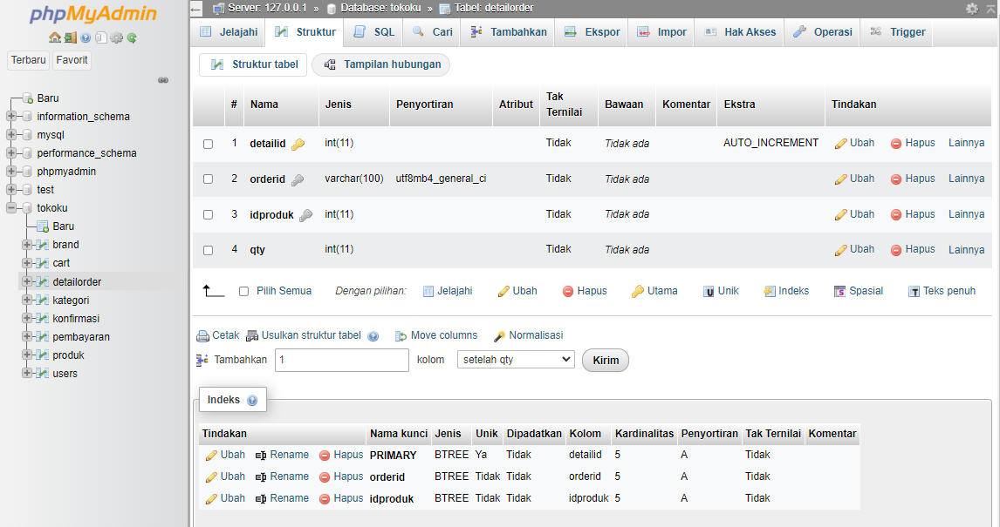 phpMyAdmin
Terbaru Favorit
Baru
information_schema
mysql
performance_schema
phpmyadmin
test
tokoku
Baru
brand
cart
detailorder
kategori
konfirmasi
pembayaran
produk
users
Server: 127.0.0.1 » Database: tokoku » Tabel: detailorder
Jelajahi Struktur SQL Cari Tambahkan Ekspor Impor Hak Akses Operasi Trigger
Struktur tabel Tampilan hubungan
# Nama Jenis Penyortiran Atribut Tak Ternilai Bawaan Komentar Ekstra Tindakan
1 detailid int(11) Tidak Tidak ada AUTO_INCREMENT Ubah Hapus Lainnya
2 orderid varchar(100) utf8mb4_general_ci Tidak Tidak ada Ubah Hapus Lainnya
3 idproduk int(11) Tidak Tidak ada Ubah Hapus Lainnya
4 qty int(11) Tidak Tidak ada Ubah Hapus Lainnya
Pilih Semua Dengan pilihan: Jelajahi Ubah Hapus Utama Unik Indeks Spasial Teks penuh
Cetak Usulkan struktur tabel Move columns Normalisasi
Tambahkan 1 kolom setelah qty Kirim
Indeks
Tindakan Nama kunci Jenis Unik Dipadatkan Kolom Kardinalitas Penyortiran Tak Ternilai Komentar
Ubah Rename Hapus PRIMARY BTREE Ya Tidak detailid 5 A Tidak
Ubah Rename Hapus orderid BTREE Tidak Tidak orderid 5 A Tidak
Ubah Rename Hapus idproduk BTREE Tidak Tidak idproduk 5 A Tidak